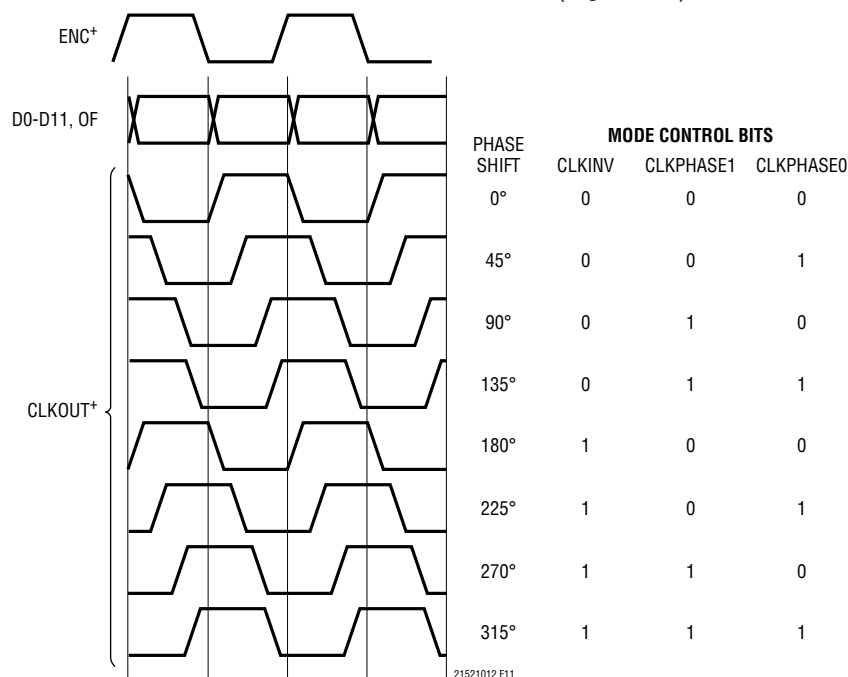 ENC+
D0-D11, OF
CLKOUT+
PHASE SHIFT
MODE CONTROL BITS
CLKINV CLKPHASE1 CLKPHASE0
0° 0 0 0
45° 0 0 1
90° 0 1 0
135° 0 1 1
180° 1 0 0
225° 1 0 1
270° 1 1 0
315° 1 1 1
21521012 F11